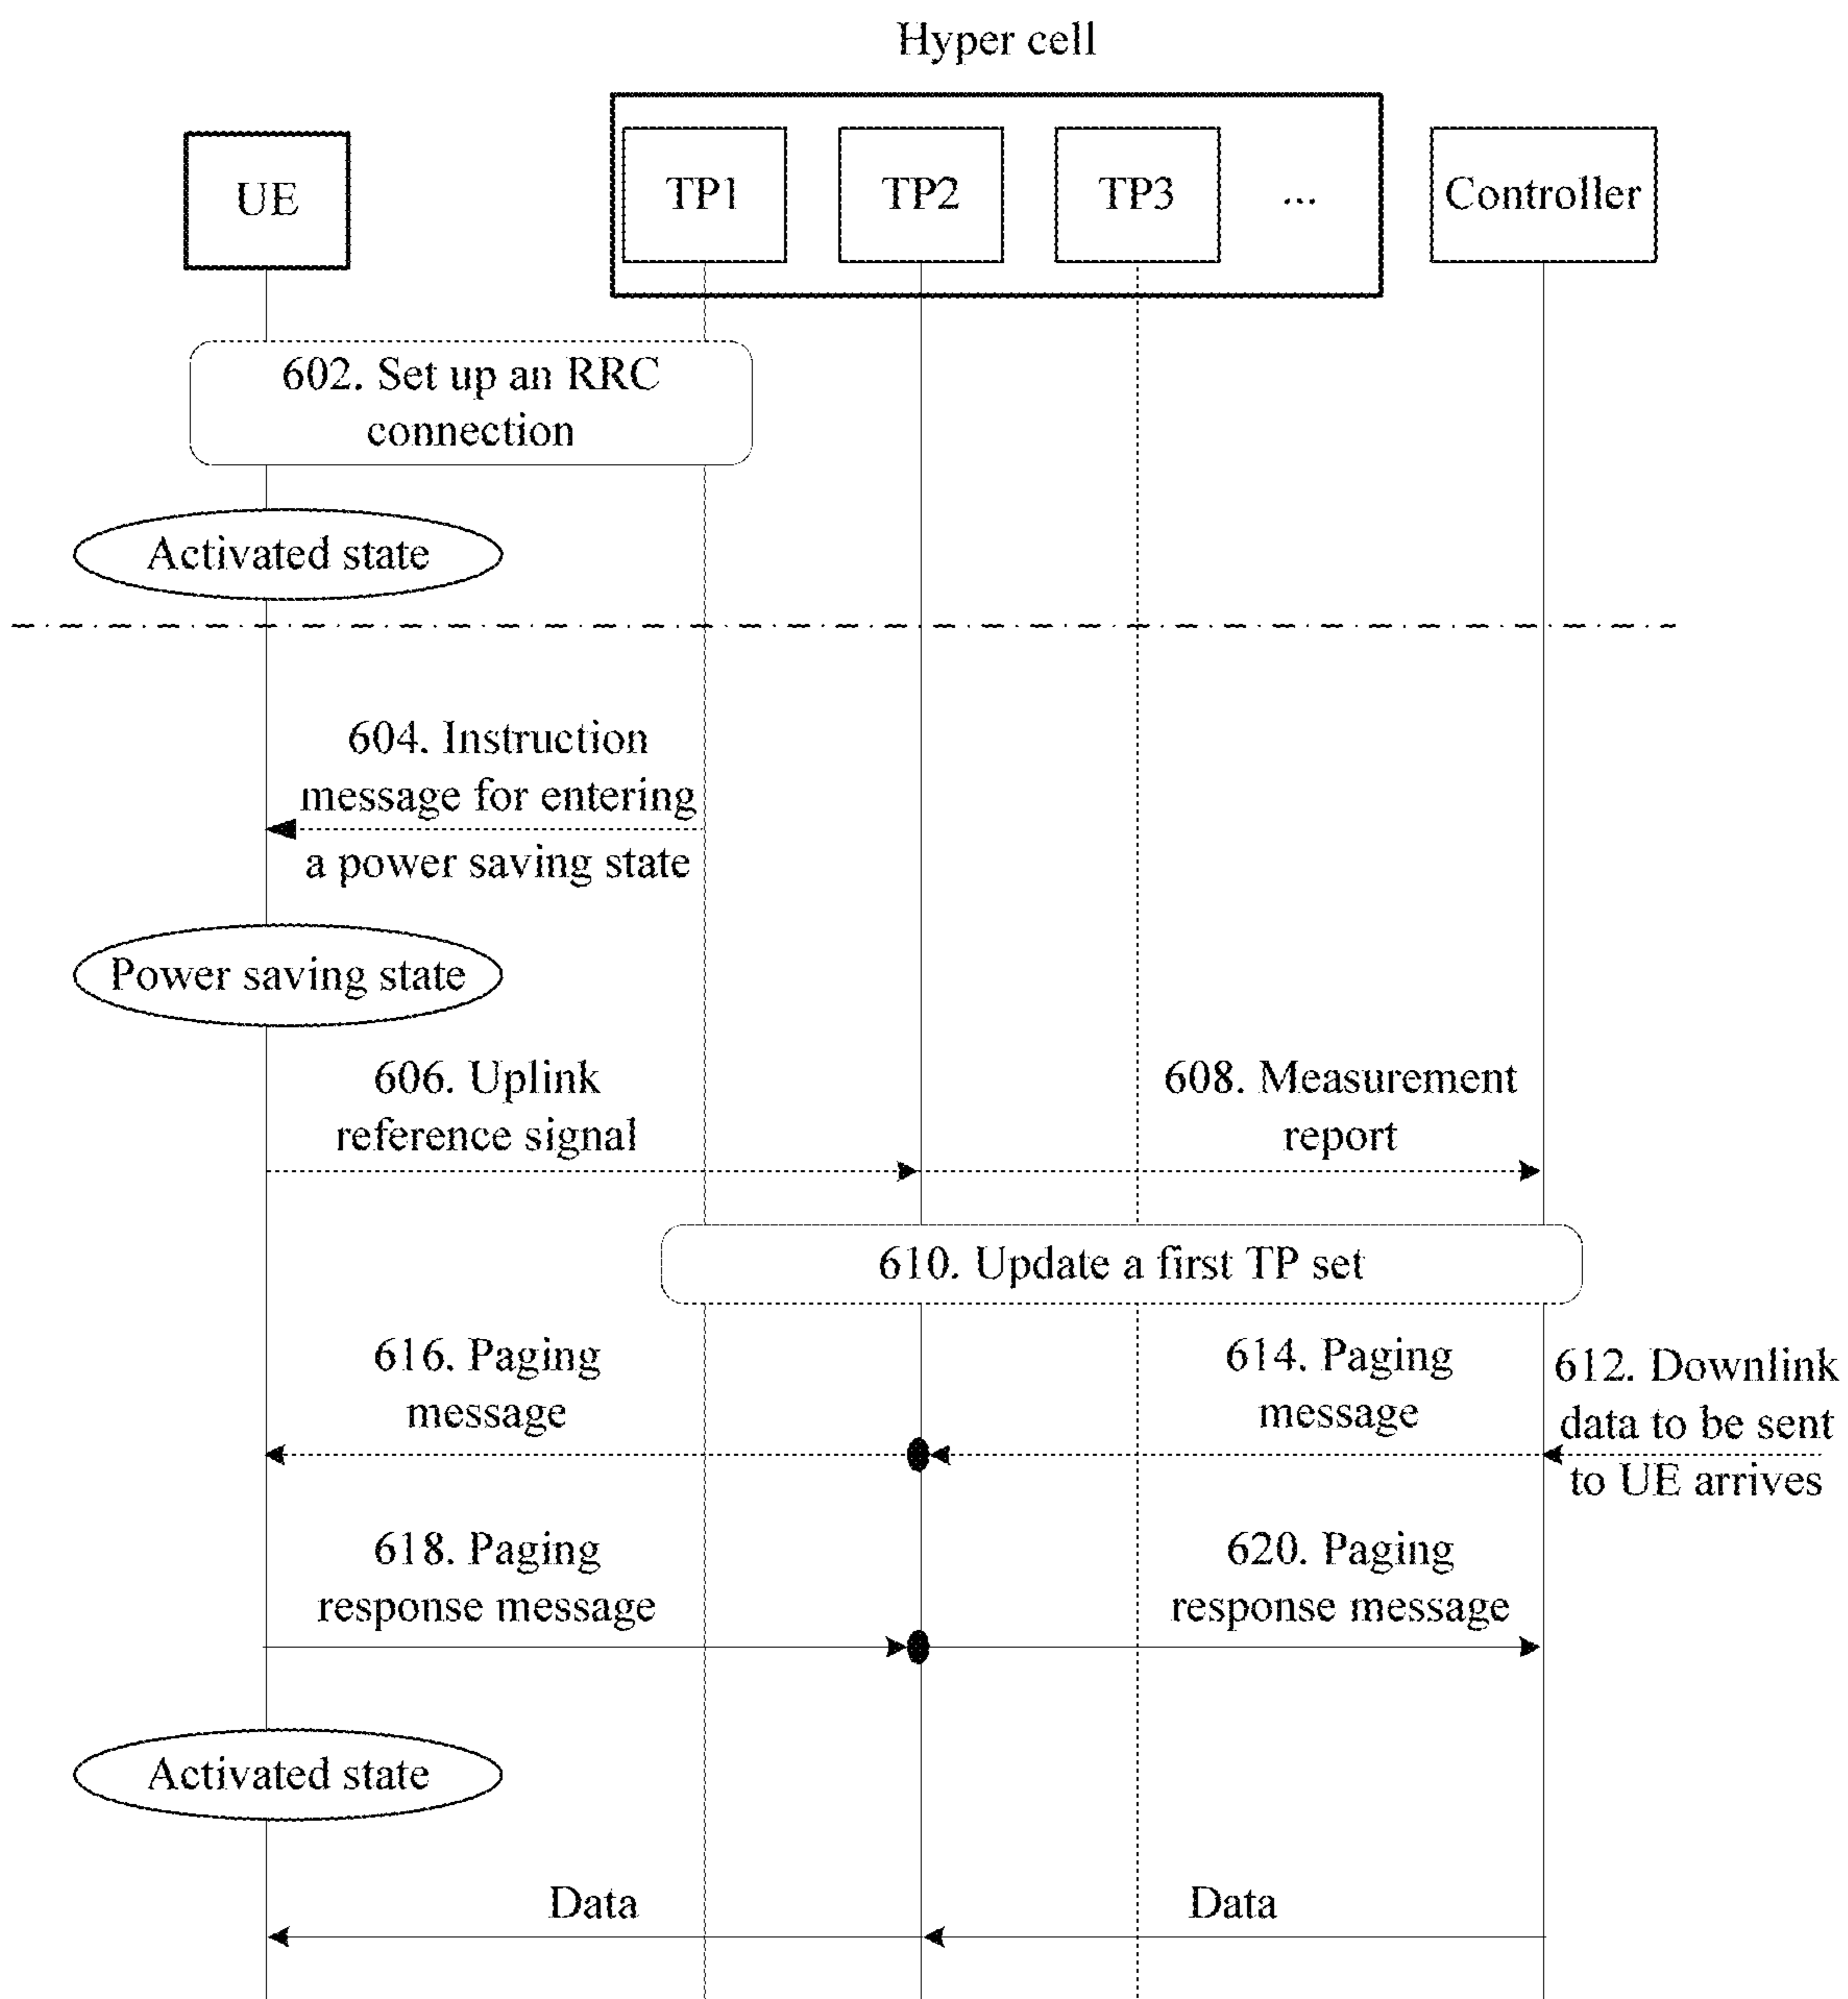 Hyper cell
UE
TP1
TP2
TP3
...
Controller
602. Set up an RRC
connection
Activated state
604. Instruction
message for entering
a power saving state
Power saving state
606. Uplink
reference signal
608. Measurement
report
610. Update a first TP set
616. Paging
message
614. Paging
message
612. Downlink
data to be sent
to UE arrives
618. Paging
response message
620. Paging
response message
Activated state
Data
Data